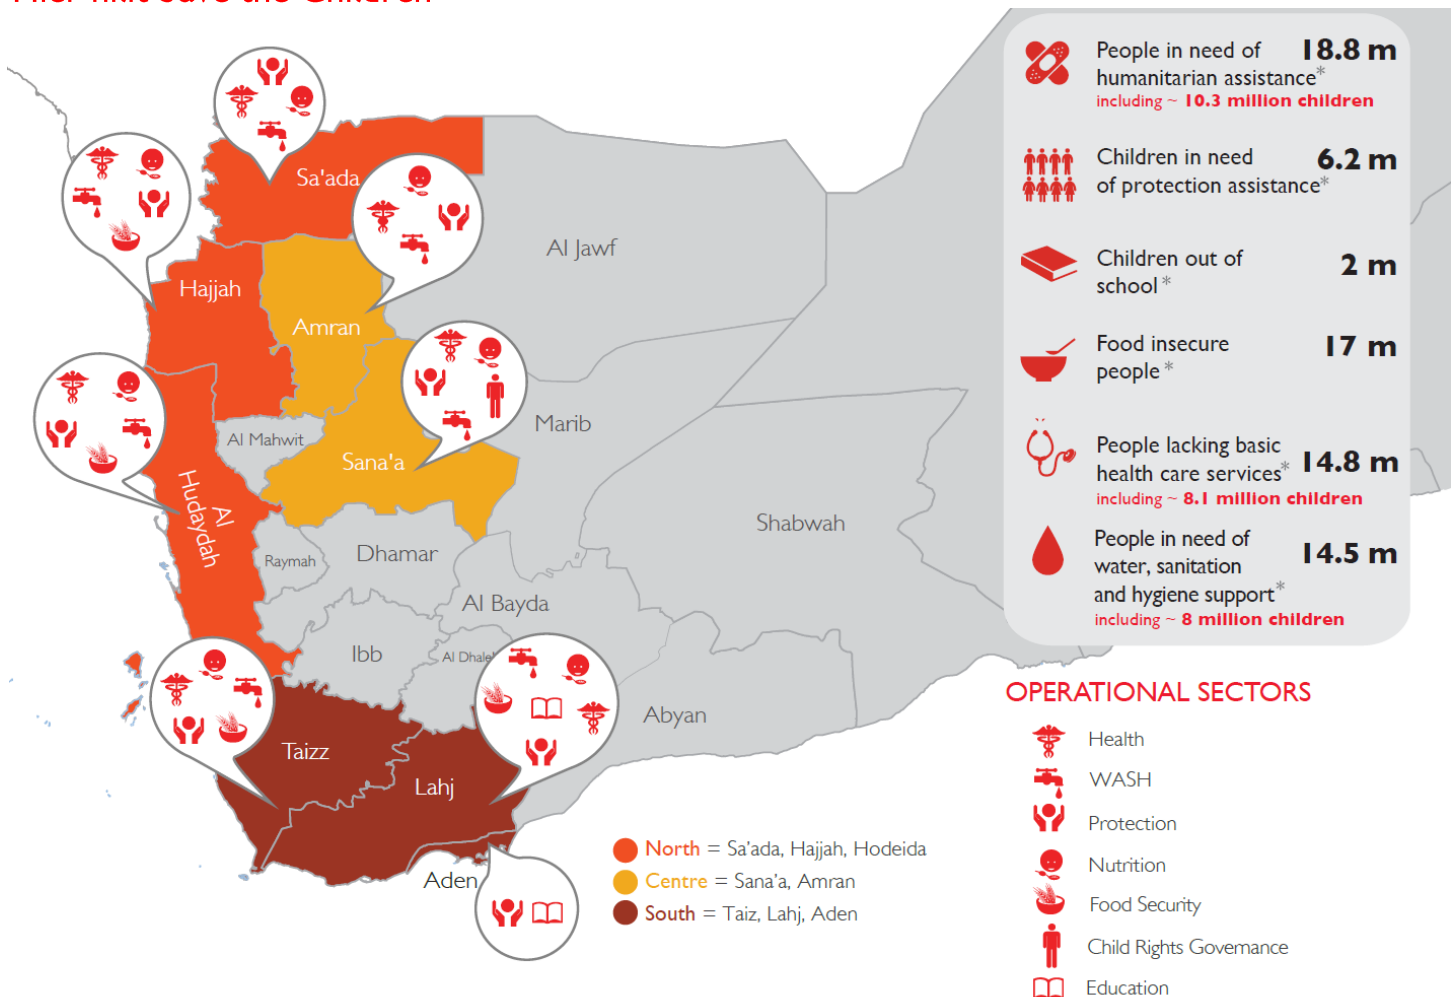 Save the Children
Sa'ada
Al Jawf
Hajjah
Amran
Marib
Al Mahwit
Sana'a
Al
Hudaydah
Shabwah
Raymah
Dhamar
Al Bayda
Ibb
Al Dhale'
Abyan
Taizz
Lahj
Aden
North = Sa'ada, Hajjah, Hodeida
Centre = Sana'a, Amran
South = Taiz, Lahj, Aden
People in need of 18.8 m
humanitarian assistance*
including ~ 10.3 million children
Children in need 6.2 m
of protection assistance*
Children out of 2 m
school*
Food insecure 17 m
people*
People lacking basic
health care services* 14.8 m
including ~ 8.1 million children
People in need of
water, sanitation 14.5 m
and hygiene support*
including ~ 8 million children
OPERATIONAL SECTORS
Health
WASH
Protection
Nutrition
Food Security
Child Rights Governance
Education